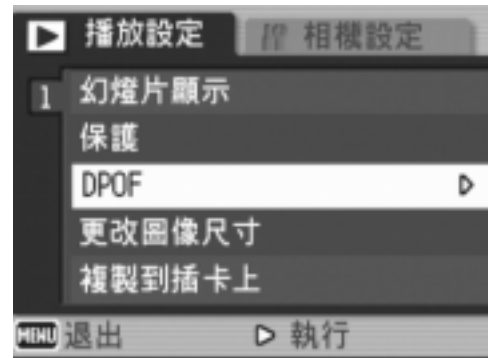 播放設定 相機設定
1 幻燈片顯示
保護
DPOF
更改圖像尺寸
複製到插卡上
MENU 退出 執行